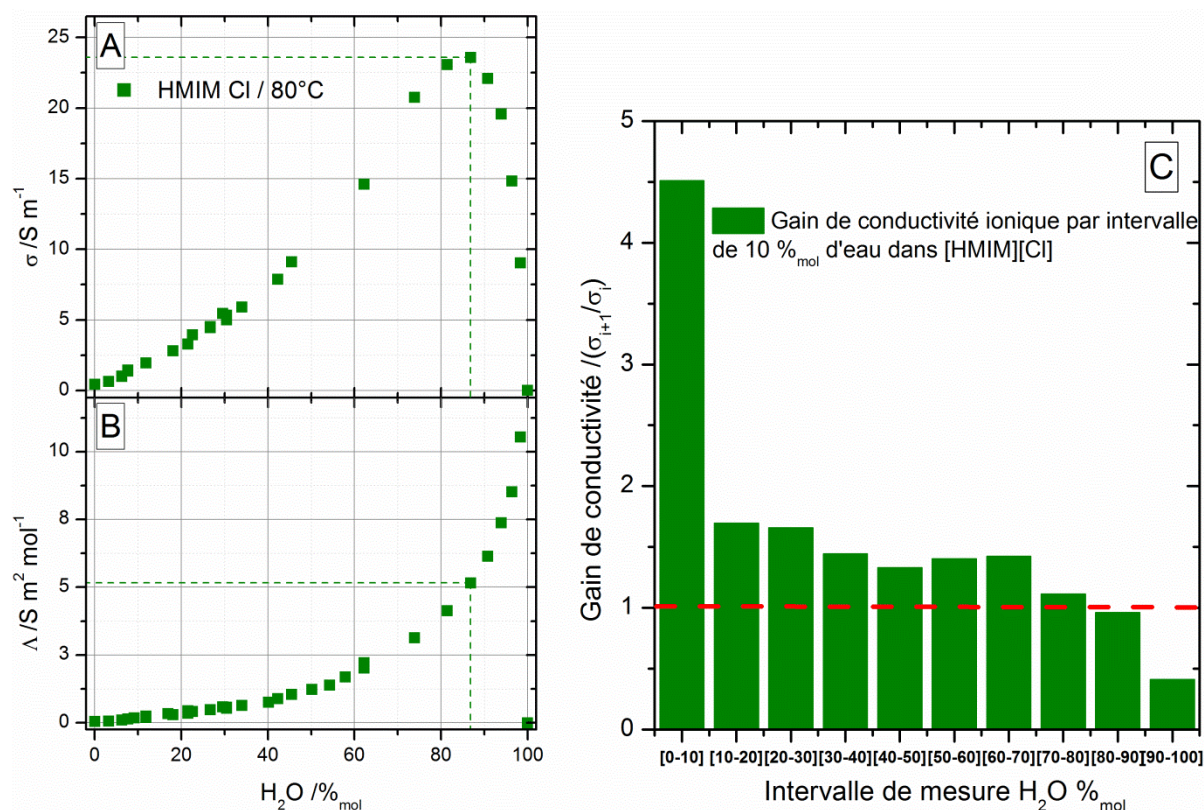 A
25
20
15
10
5
0
σ /S m⁻¹
HMIM Cl / 80°C
B
10
8
5
3
0
Λ /S m² mol⁻¹
0 20 40 60 80 100
H₂O /%mol
C
5
4
3
2
1
0
Gain de conductivité /(σᵢ₊₁/σᵢ)
Gain de conductivité ionique par intervalle
de 10 %mol d'eau dans [HMIM][Cl]
[0-10] [10-20] [20-30] [30-40] [40-50] [50-60] [60-70] [70-80] [80-90] [90-100]
Intervalle de mesure H₂O %mol